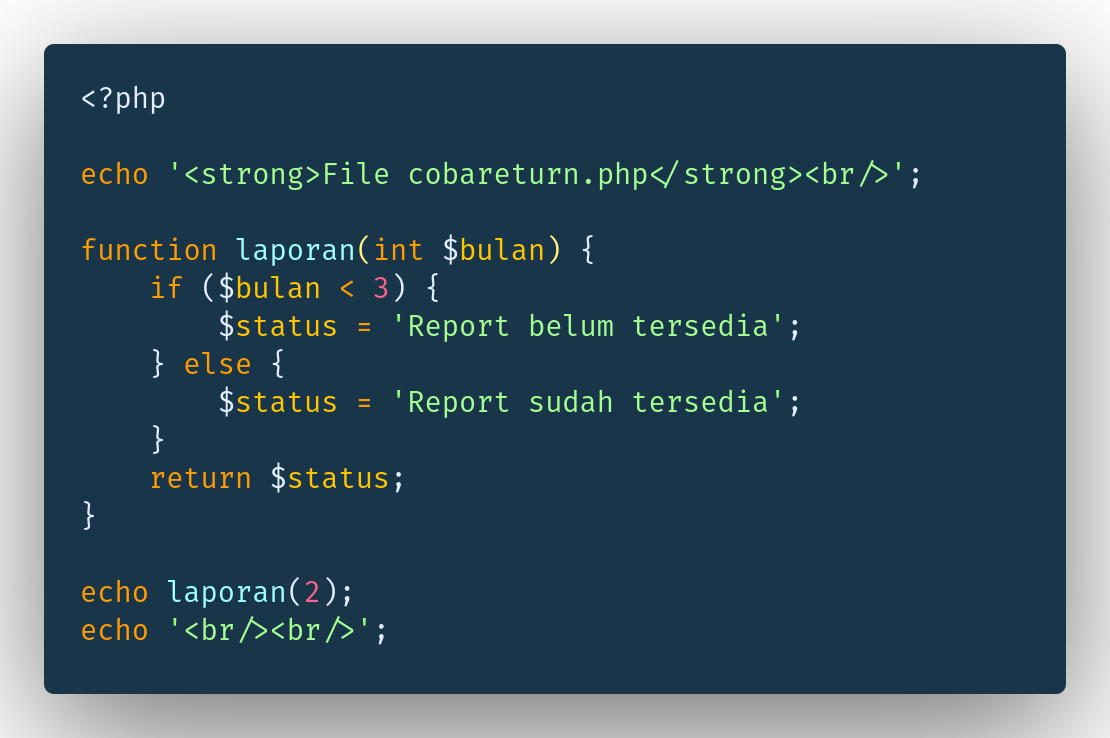 <?php
echo '<strong>File cobareturn.php</strong><br/>';
function laporan(int $bulan) {
    if ($bulan < 3) {
        $status = 'Report belum tersedia';
    } else {
        $status = 'Report sudah tersedia';
    }
    return $status;
}
echo laporan(2);
echo '<br/><br/>';